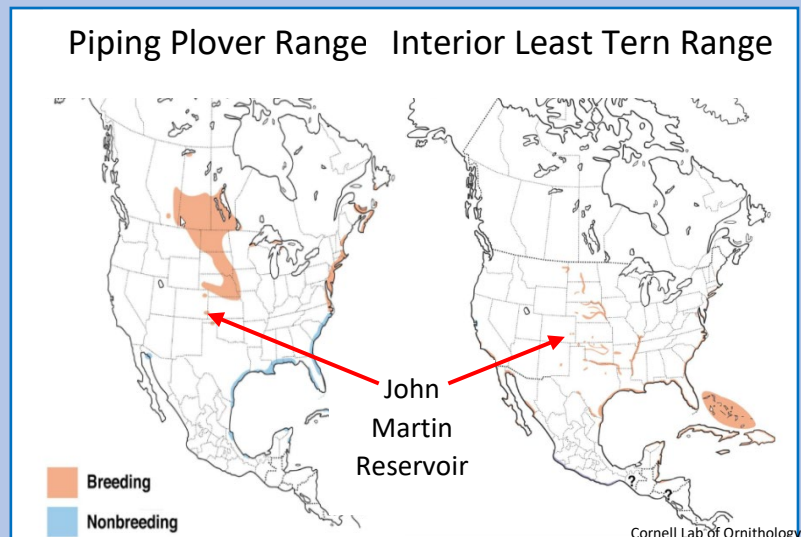 Piping Plover Range Interior Least Tern Range
John
Martin
Reservoir
?
?
Breeding
Nonbreeding
Cornell Lab of Ornithology